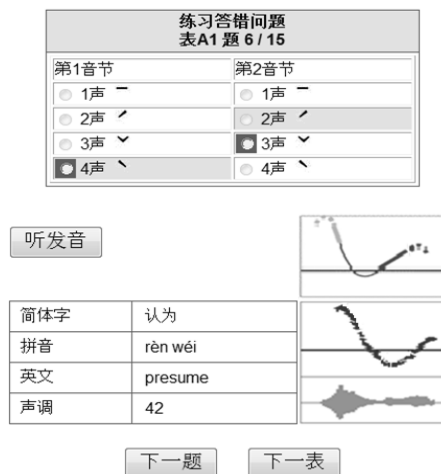 练习答错问题
表A1 题 6 / 15
第1音节 第2音节
1声 ˉ 1声 ˉ
2声 ˊ 2声 ˊ
3声 ˇ 3声 ˇ
4声 ˋ 4声 ˋ
听发音
简体字 认为
拼音 rèn wéi
英文 presume
声调 42
下一题 下一表